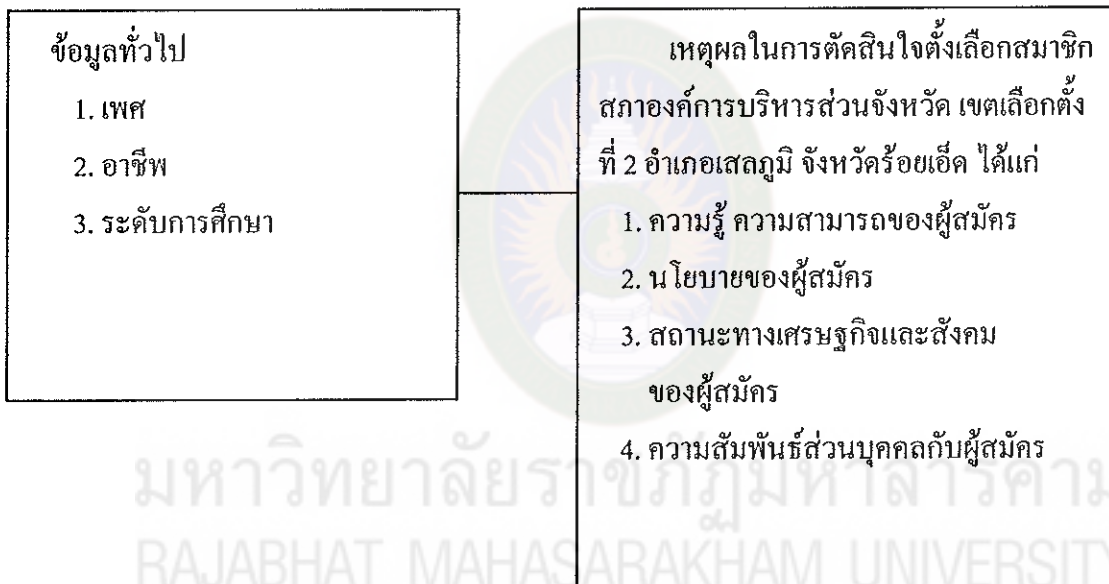 ข้อมูลทั่วไป
1. เพศ
2. อาชีพ
3. ระดับการศึกษา
เหตุผลในการตัดสินใจตั้งเลือกสมาชิก
สภาองค์การบริหารส่วนจังหวัด เขตเลือกตั้ง
ที่ 2 อำเภอเสลภูมิ จังหวัดร้อยเอ็ด ได้แก่
1. ความรู้ ความสามารถของผู้สมัคร
2. นโยบายของผู้สมัคร
3. สถานะทางเศรษฐกิจและสังคม
ของผู้สมัคร
4. ความสัมพันธ์ส่วนบุคคลกับผู้สมัคร
มหาวิทยาลัยราชภัฏมหาสารคาม
RAJABHAT MAHASARAKHAM UNIVERSITY